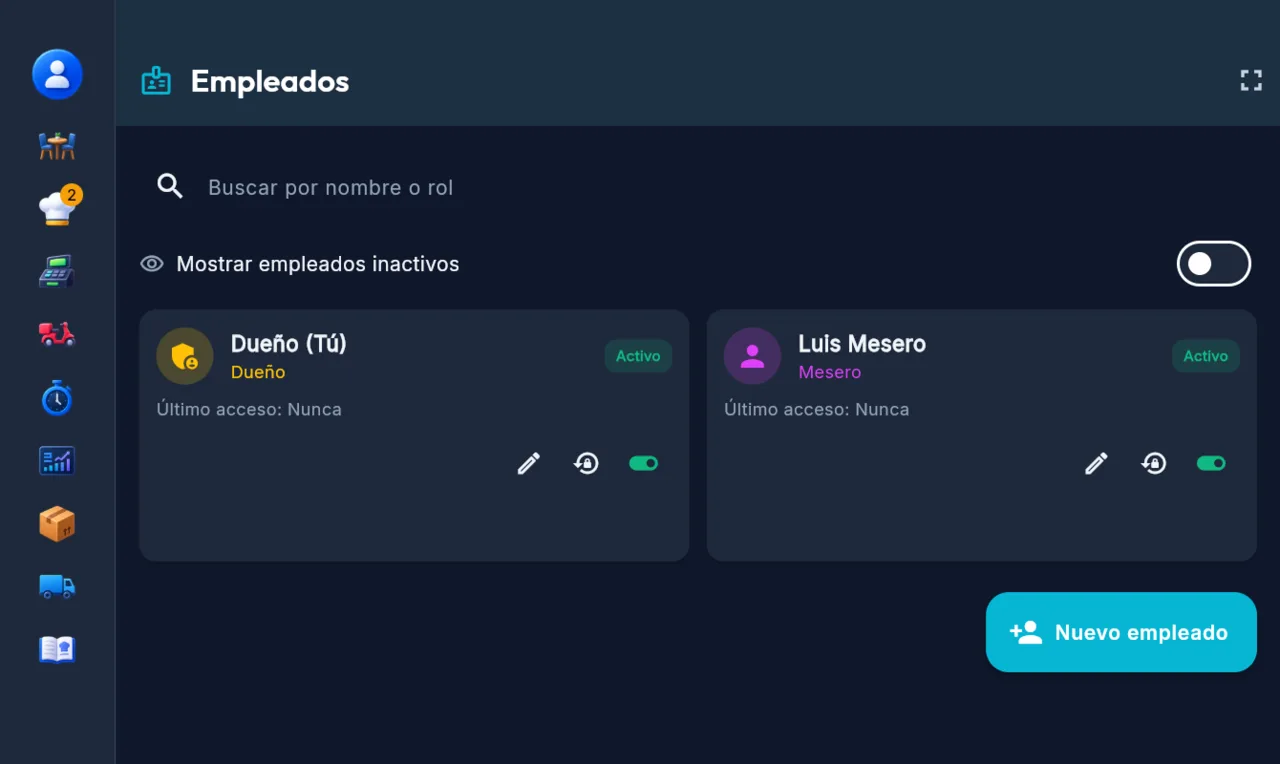 Empleados
2
Buscar por nombre o rol
Mostrar empleados inactivos
Dueño (Tú)
Dueño
Activo
Último acceso: Nunca
Luis Mesero
Mesero
Activo
Último acceso: Nunca
Nuevo empleado